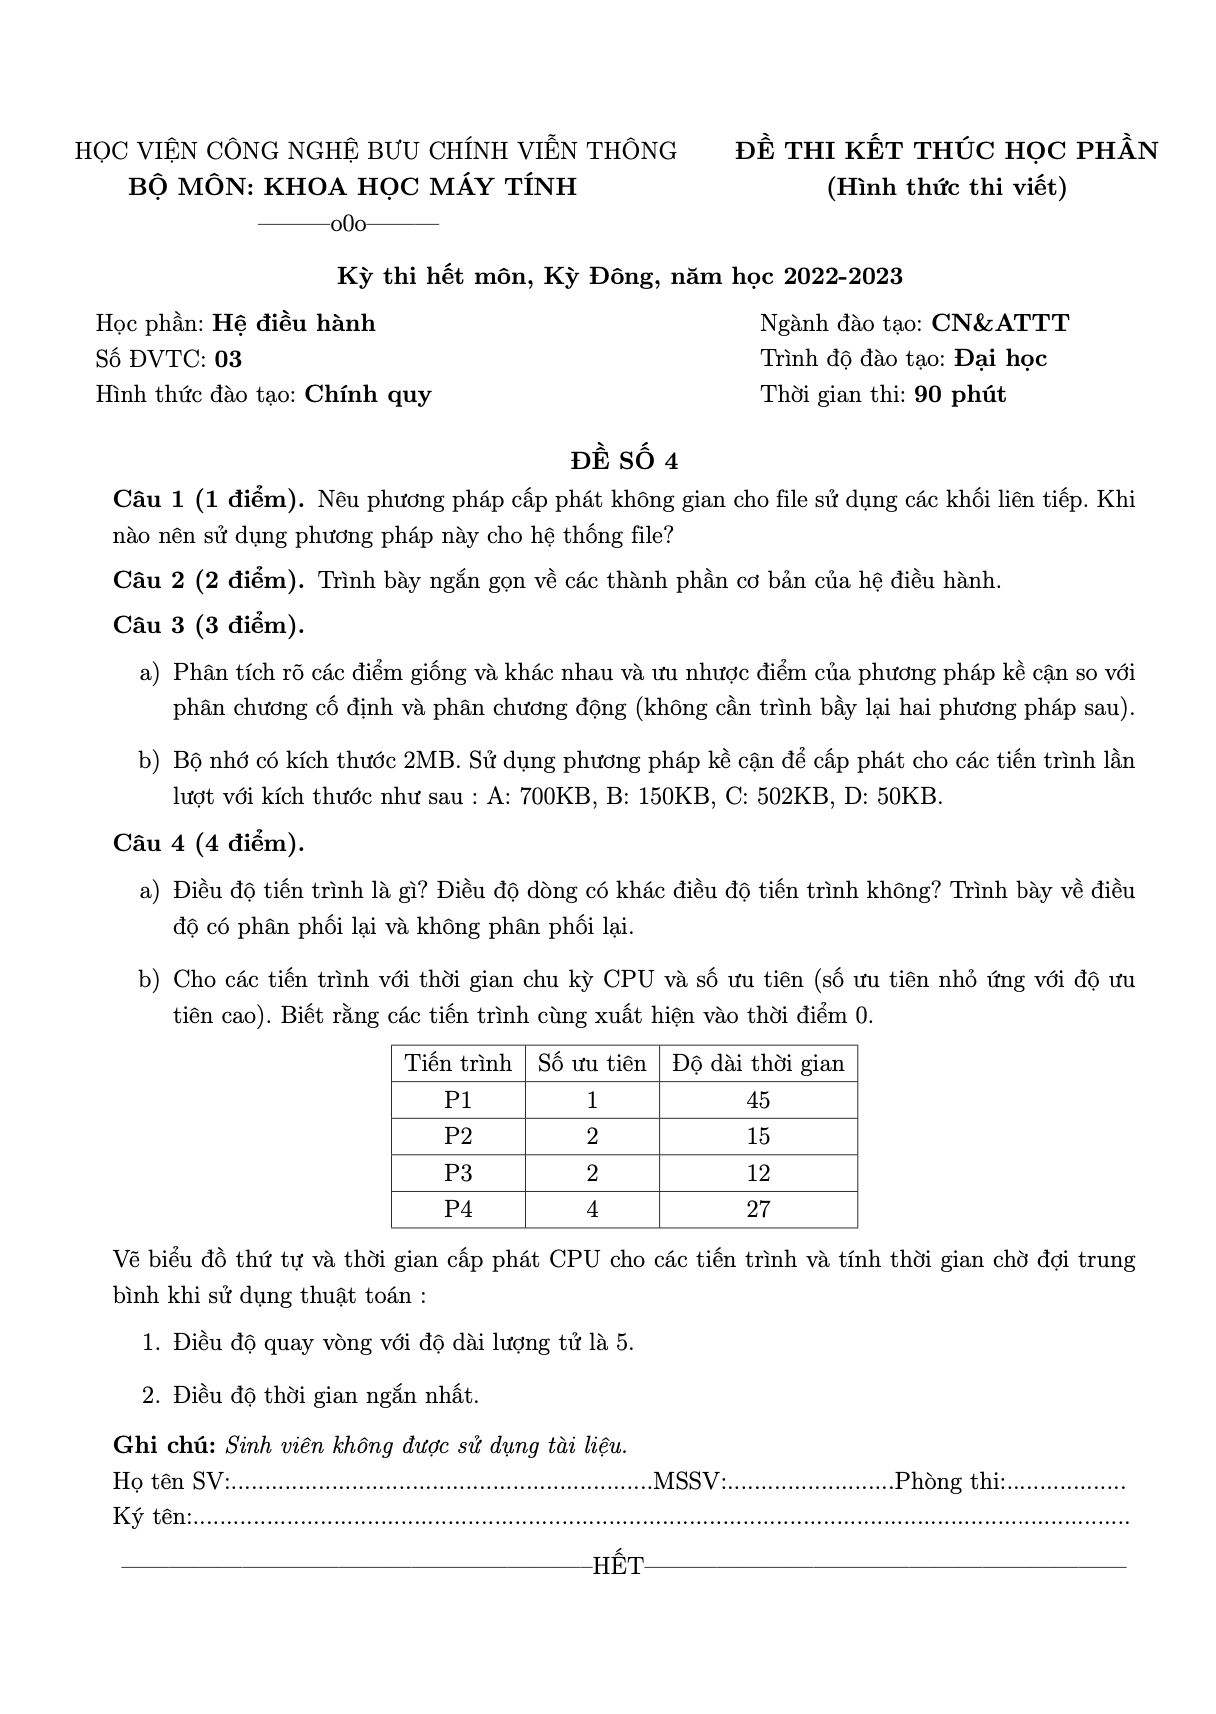 HỌC VIỆN CÔNG NGHỆ BƯU CHÍNH VIỄN THÔNG
BỘ MÔN: KHOA HỌC MÁY TÍNH
———o0o———
ĐỀ THI KẾT THÚC HỌC PHẦN
(Hình thức thi viết)
Kỳ thi hết môn, Kỳ Đông, năm học 2022-2023
Học phần: Hệ điều hành
Số ĐVTC: 03
Hình thức đào tạo: Chính quy
Ngành đào tạo: CN&ATTT
Trình độ đào tạo: Đại học
Thời gian thi: 90 phút
ĐỀ SỐ 4
Câu 1 (1 điểm). Nêu phương pháp cấp phát không gian cho file sử dụng các khối liên tiếp. Khi
nào nên sử dụng phương pháp này cho hệ thống file?
Câu 2 (2 điểm). Trình bày ngắn gọn về các thành phần cơ bản của hệ điều hành.
Câu 3 (3 điểm).
a) Phân tích rõ các điểm giống và khác nhau và ưu nhược điểm của phương pháp kề cận so với
phân chương cố định và phân chương động (không cần trình bầy lại hai phương pháp sau).
b) Bộ nhớ có kích thước 2MB. Sử dụng phương pháp kề cận để cấp phát cho các tiến trình lần
lượt với kích thước như sau : A: 700KB, B: 150KB, C: 502KB, D: 50KB.
Câu 4 (4 điểm).
a) Điều độ tiến trình là gì? Điều độ dòng có khác điều độ tiến trình không? Trình bày về điều
độ có phân phối lại và không phân phối lại.
b) Cho các tiến trình với thời gian chu kỳ CPU và số ưu tiên (số ưu tiên nhỏ ứng với độ ưu
tiên cao). Biết rằng các tiến trình cùng xuất hiện vào thời điểm 0.
Tiến trình Số ưu tiên Độ dài thời gian
P1 1 45
P2 2 15
P3 2 12
P4 4 27
Vẽ biểu đồ thứ tự và thời gian cấp phát CPU cho các tiến trình và tính thời gian chờ đợi trung
bình khi sử dụng thuật toán :
1. Điều độ quay vòng với độ dài lượng tử là 5.
2. Điều độ thời gian ngắn nhất.
Ghi chú: Sinh viên không được sử dụng tài liệu.
Họ tên SV:...............................................................MSSV:.........................Phòng thi:..................
Ký tên:............................................................................................................................................
————————————————————HẾT————————————————————